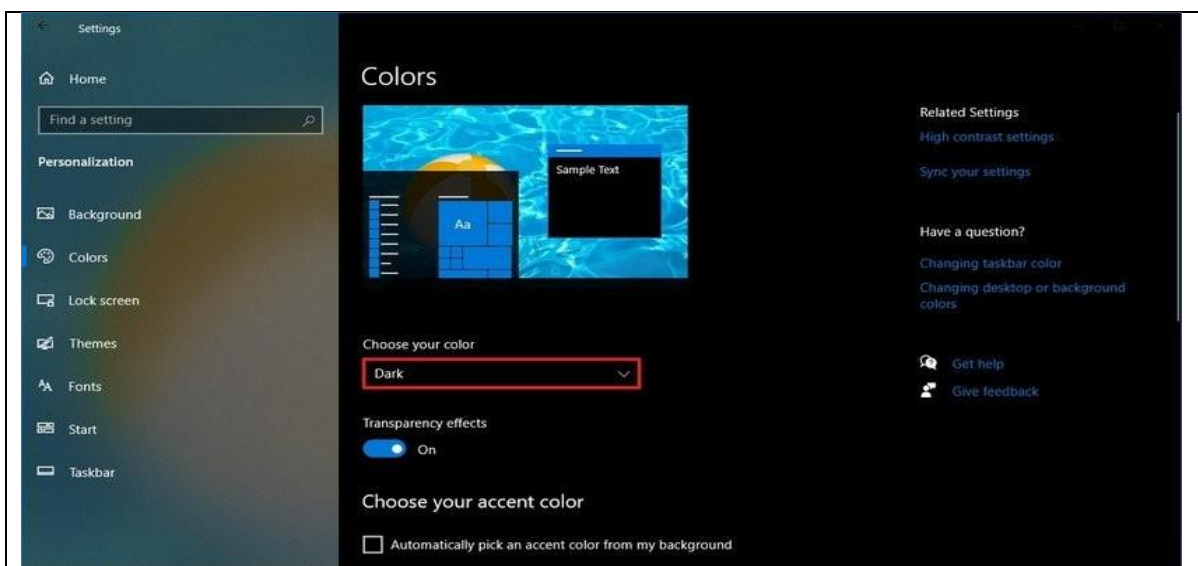 Settings
Home
Find a setting
Personalization
Background
Colors
Lock screen
Themes
Fonts
Start
Taskbar
Colors
Sample Text
Aa
Choose your color
Dark
Transparency effects
On
Choose your accent color
Automatically pick an accent color from my background
Related Settings
High contrast settings
Sync your settings
Have a question?
Changing taskbar color
Changing desktop or background
colors
Get help
Give feedback